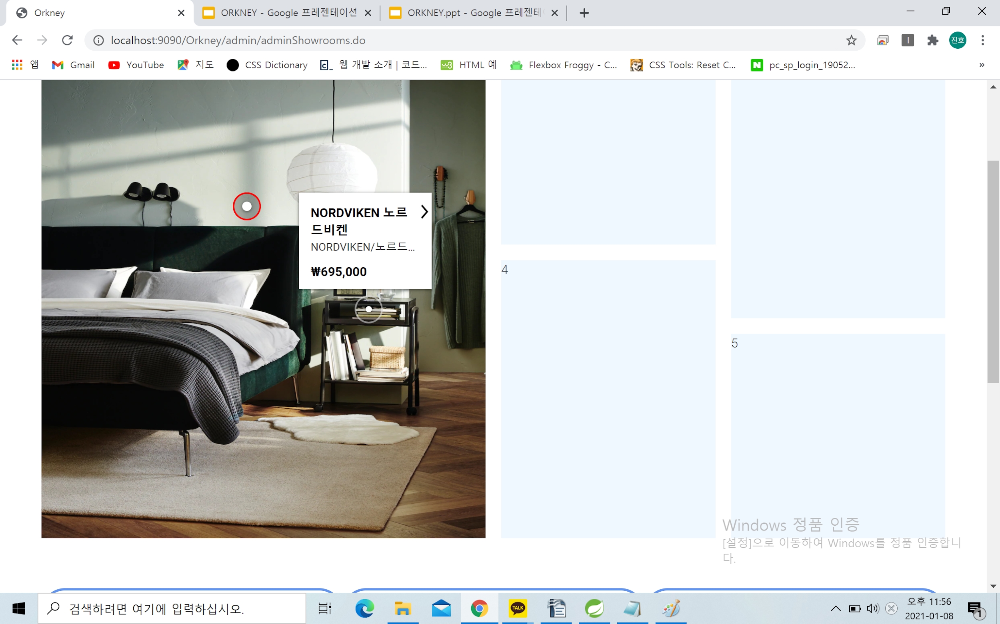 Orkney
ORKNEY - Google 프레젠테이션
ORKNEY.ppt - Google 프레젠테
localhost:9090/Orkney/admin/adminShowrooms.do
진호
앱
Gmail
YouTube
지도
CSS Dictionary
웹 개발 소개 | 코드...
HTML 예
Flexbox Froggy - C...
CSS Tools: Reset C...
pc_sp_login_19052...
NORDVIKEN 노르
드비켄
NORDVIKEN/노르드...
₩695,000
4
5
Windows 정품 인증
[설정]으로 이동하여 Windows를 정품 인증합니
다.
검색하려면 여기에 입력하십시오.
TALK
오후 11:56
2021-01-08
1